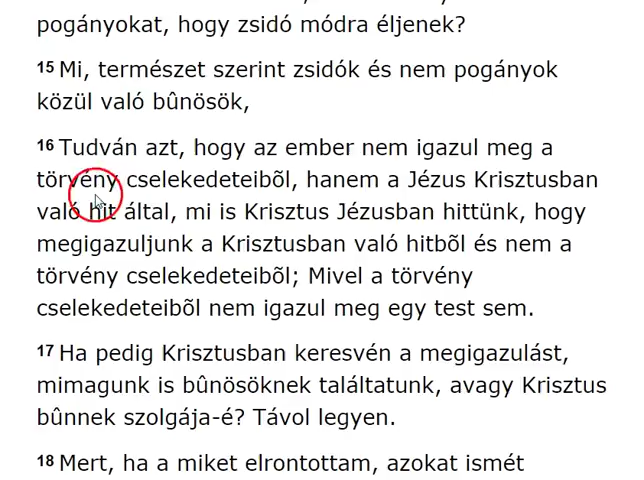 pogányokat, hogy zsidó módra éljenek?
15 Mi, természet szerint zsidók és nem pogányok
közül való bûnösök,
16 Tudván azt, hogy az ember nem igazul meg a
törvény cselekedeteibõl, hanem a Jézus Krisztusban
való hit által, mi is Krisztus Jézusban hittünk, hogy
megigazuljunk a Krisztusban való hitbõl és nem a
törvény cselekedeteibõl; Mivel a törvény
cselekedeteibõl nem igazul meg egy test sem.
17 Ha pedig Krisztusban keresvén a megigazulást,
mimagunk is bûnösöknek találtatunk, avagy Krisztus
bûnnek szolgája-é? Távol legyen.
18 Mert, ha a miket elrontottam, azokat ismét